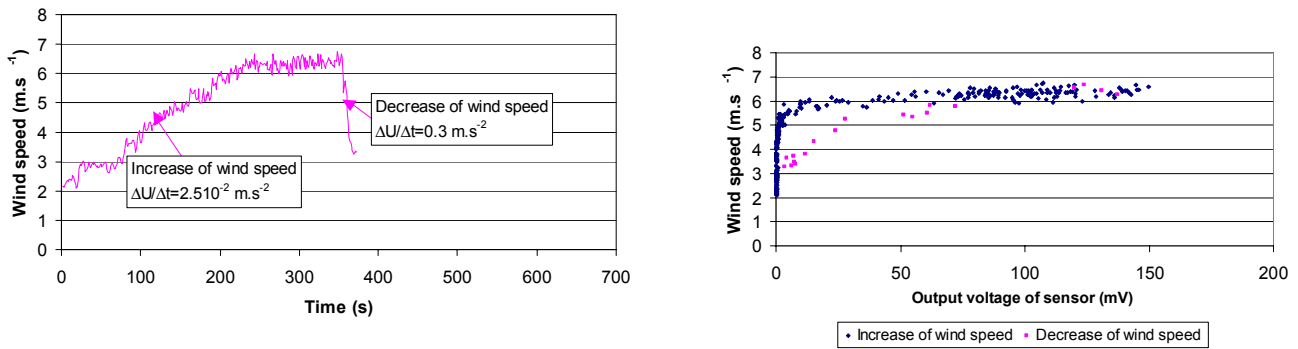 8
7
6
5
4
3
2
1
0
Wind speed (m.s -1)
Decrease of wind speed
ΔU/Δt=0.3 m.s-2
Increase of wind speed
ΔU/Δt=2.510-2 m.s-2
0 100 200 300 400 500 600 700
Time (s)
8
7
6
5
4
3
2
1
0
Wind speed (m.s -1)
0 50 100 150 200
Output voltage of sensor (mV)
Increase of wind speed Decrease of wind speed